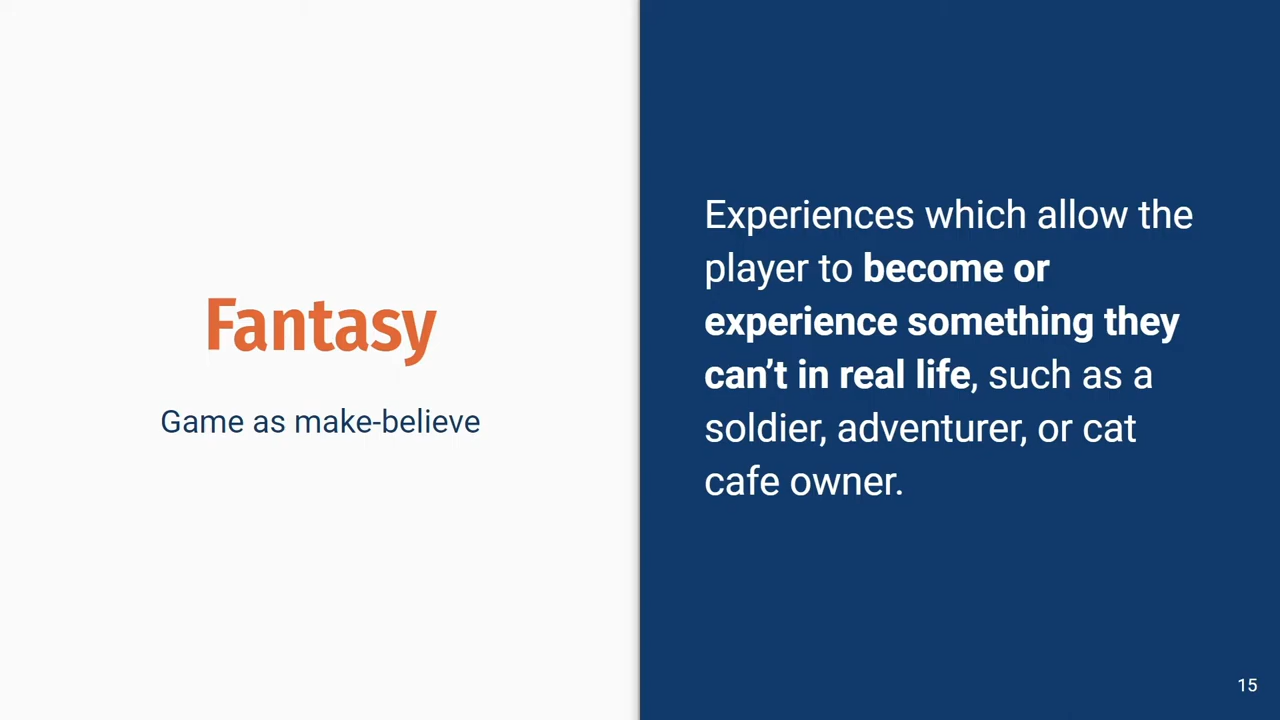 Fantasy
Game as make-believe
Experiences which allow the
player to become or
experience something they
can’t in real life, such as a
soldier, adventurer, or cat
cafe owner.
15